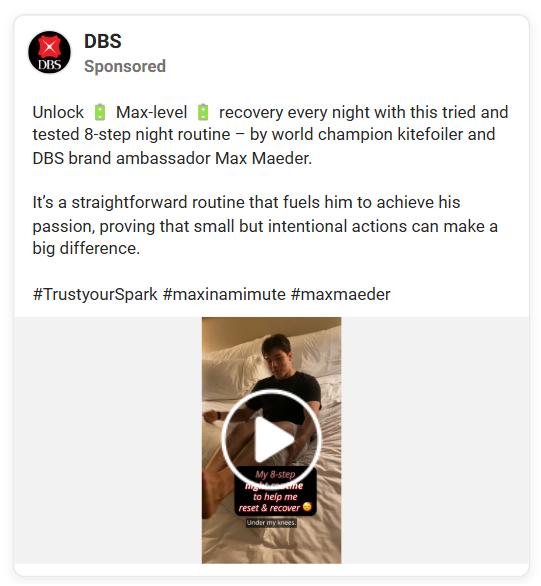 DBS
DBS
Sponsored
Unlock 🔋 Max-level 🔋 recovery every night with this tried and
tested 8-step night routine – by world champion kitefoiler and
DBS brand ambassador Max Maeder.
It’s a straightforward routine that fuels him to achieve his
passion, proving that small but intentional actions can make a
big difference.
#TrustyourSpark #maxinamimute #maxmaeder
My 8-step
night routine
to help me
reset & recover 😴
Under my knees.